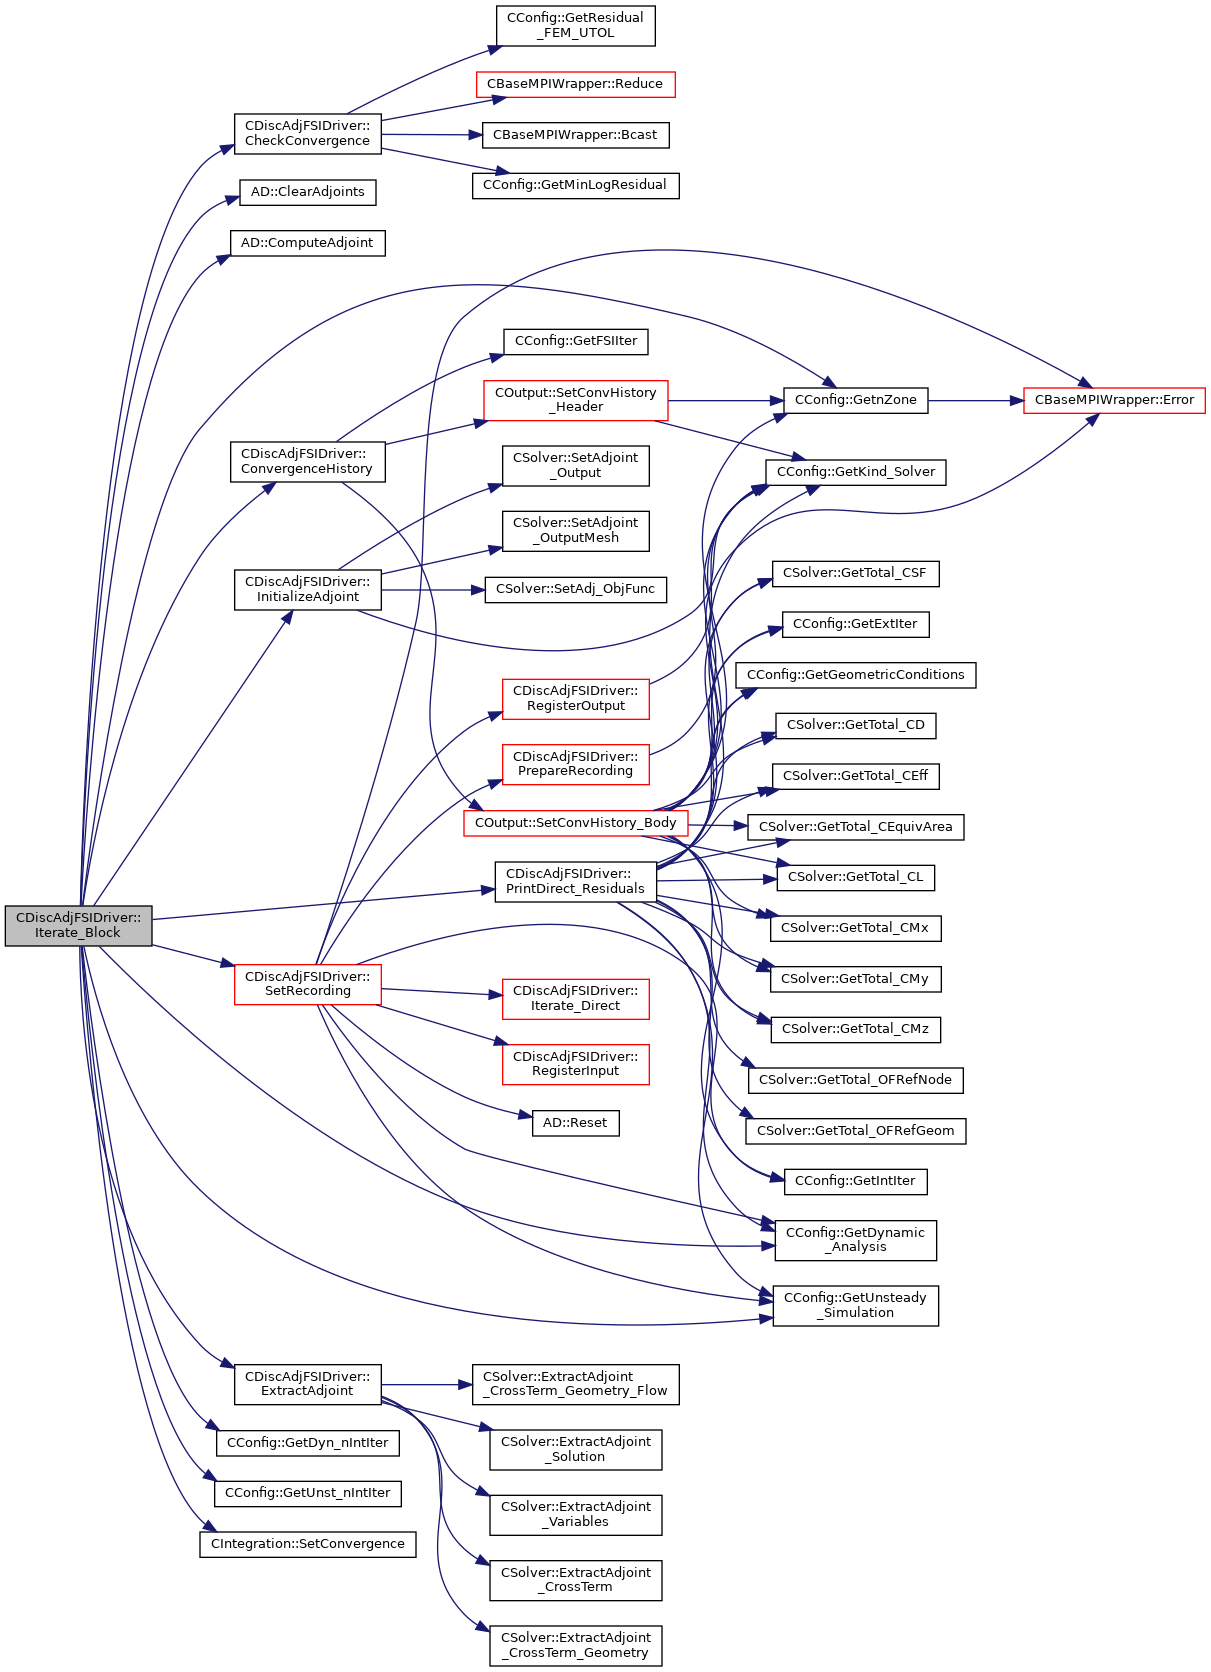 CConfig::GetResidual
_FEM_UTOL
CBaseMPIWrapper::Reduce
CDiscAdjFSIDriver::
CheckConvergence
CBaseMPIWrapper::Bcast
CConfig::GetMinLogResidual
AD::ClearAdjoints
AD::ComputeAdjoint
CConfig::GetFSIIter
COutput::SetConvHistory
_Header
CConfig::GetnZone
CBaseMPIWrapper::Error
CDiscAdjFSIDriver::
ConvergenceHistory
CSolver::SetAdjoint
_Output
CConfig::GetKind_Solver
CSolver::SetAdjoint
_OutputMesh
CDiscAdjFSIDriver::
InitializeAdjoint
CSolver::SetAdj_ObjFunc
CSolver::GetTotal_CSF
CConfig::GetExtIter
CConfig::GetGeometricConditions
CDiscAdjFSIDriver::
RegisterOutput
CSolver::GetTotal_CD
CDiscAdjFSIDriver::
PrepareRecording
CSolver::GetTotal_CEff
COutput::SetConvHistory_Body
CSolver::GetTotal_CEquivArea
CDiscAdjFSIDriver::
PrintDirect_Residuals
CSolver::GetTotal_CL
CDiscAdjFSIDriver::
Iterate_Block
CSolver::GetTotal_CMx
CDiscAdjFSIDriver::
SetRecording
CSolver::GetTotal_CMy
CDiscAdjFSIDriver::
Iterate_Direct
CSolver::GetTotal_CMz
CDiscAdjFSIDriver::
RegisterInput
CSolver::GetTotal_OFRefNode
AD::Reset
CSolver::GetTotal_OFRefGeom
CConfig::GetIntIter
CConfig::GetDynamic
_Analysis
CConfig::GetUnsteady
_Simulation
CDiscAdjFSIDriver::
ExtractAdjoint
CSolver::ExtractAdjoint
_CrossTerm_Geometry_Flow
CConfig::GetDyn_nIntIter
CSolver::ExtractAdjoint
_Solution
CConfig::GetUnst_nIntIter
CSolver::ExtractAdjoint
_Variables
CIntegration::SetConvergence
CSolver::ExtractAdjoint
_CrossTerm
CSolver::ExtractAdjoint
_CrossTerm_Geometry